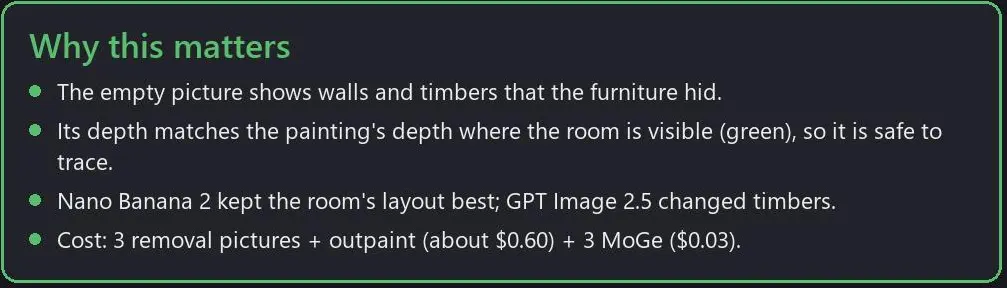 Why this matters
The empty picture shows walls and timbers that the furniture hid.
Its depth matches the painting's depth where the room is visible (green), so it is safe to
trace.
Nano Banana 2 kept the room's layout best; GPT Image 2.5 changed timbers.
Cost: 3 removal pictures + outpaint (about $0.60) + 3 MoGe ($0.03).